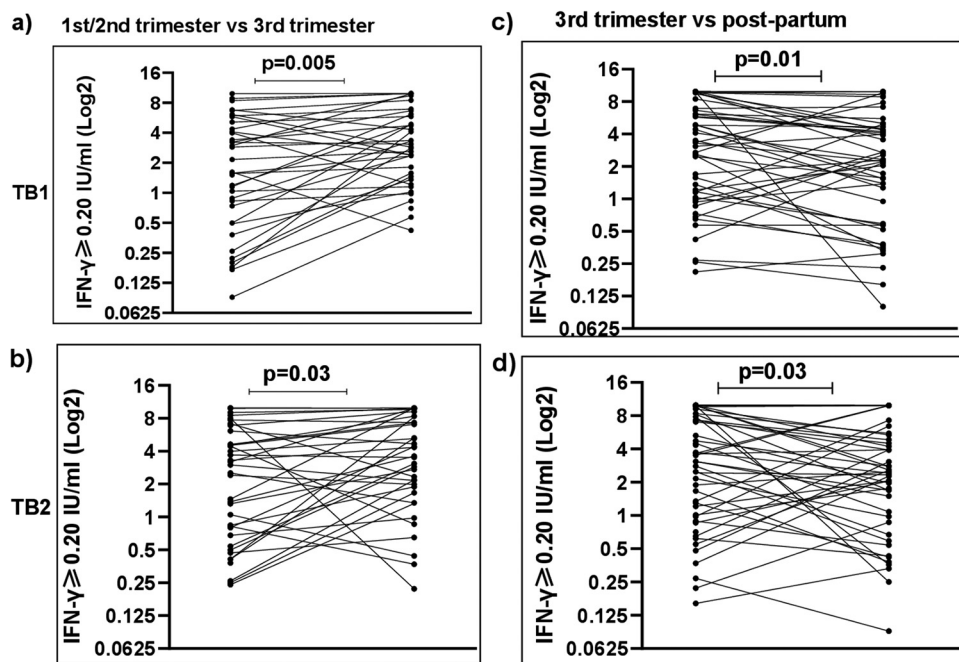 a) 1st/2nd trimester vs 3rd trimester
TB1
IFN-γ⩾0.20 IU/ml (Log2)
p=0.005
16
8
4
2
1
0.5
0.25
0.125
0.0625
b)
TB2
IFN-γ⩾0.20 IU/ml (Log2)
p=0.03
16
8
4
2
1
0.5
0.25
0.125
0.0625
c) 3rd trimester vs post-partum
IFN-γ⩾0.20 IU/ml (Log2)
p=0.01
16
8
4
2
1
0.5
0.25
0.125
0.0625
d)
IFN-γ⩾0.20 IU/ml (Log2)
p=0.03
16
8
4
2
1
0.5
0.25
0.125
0.0625